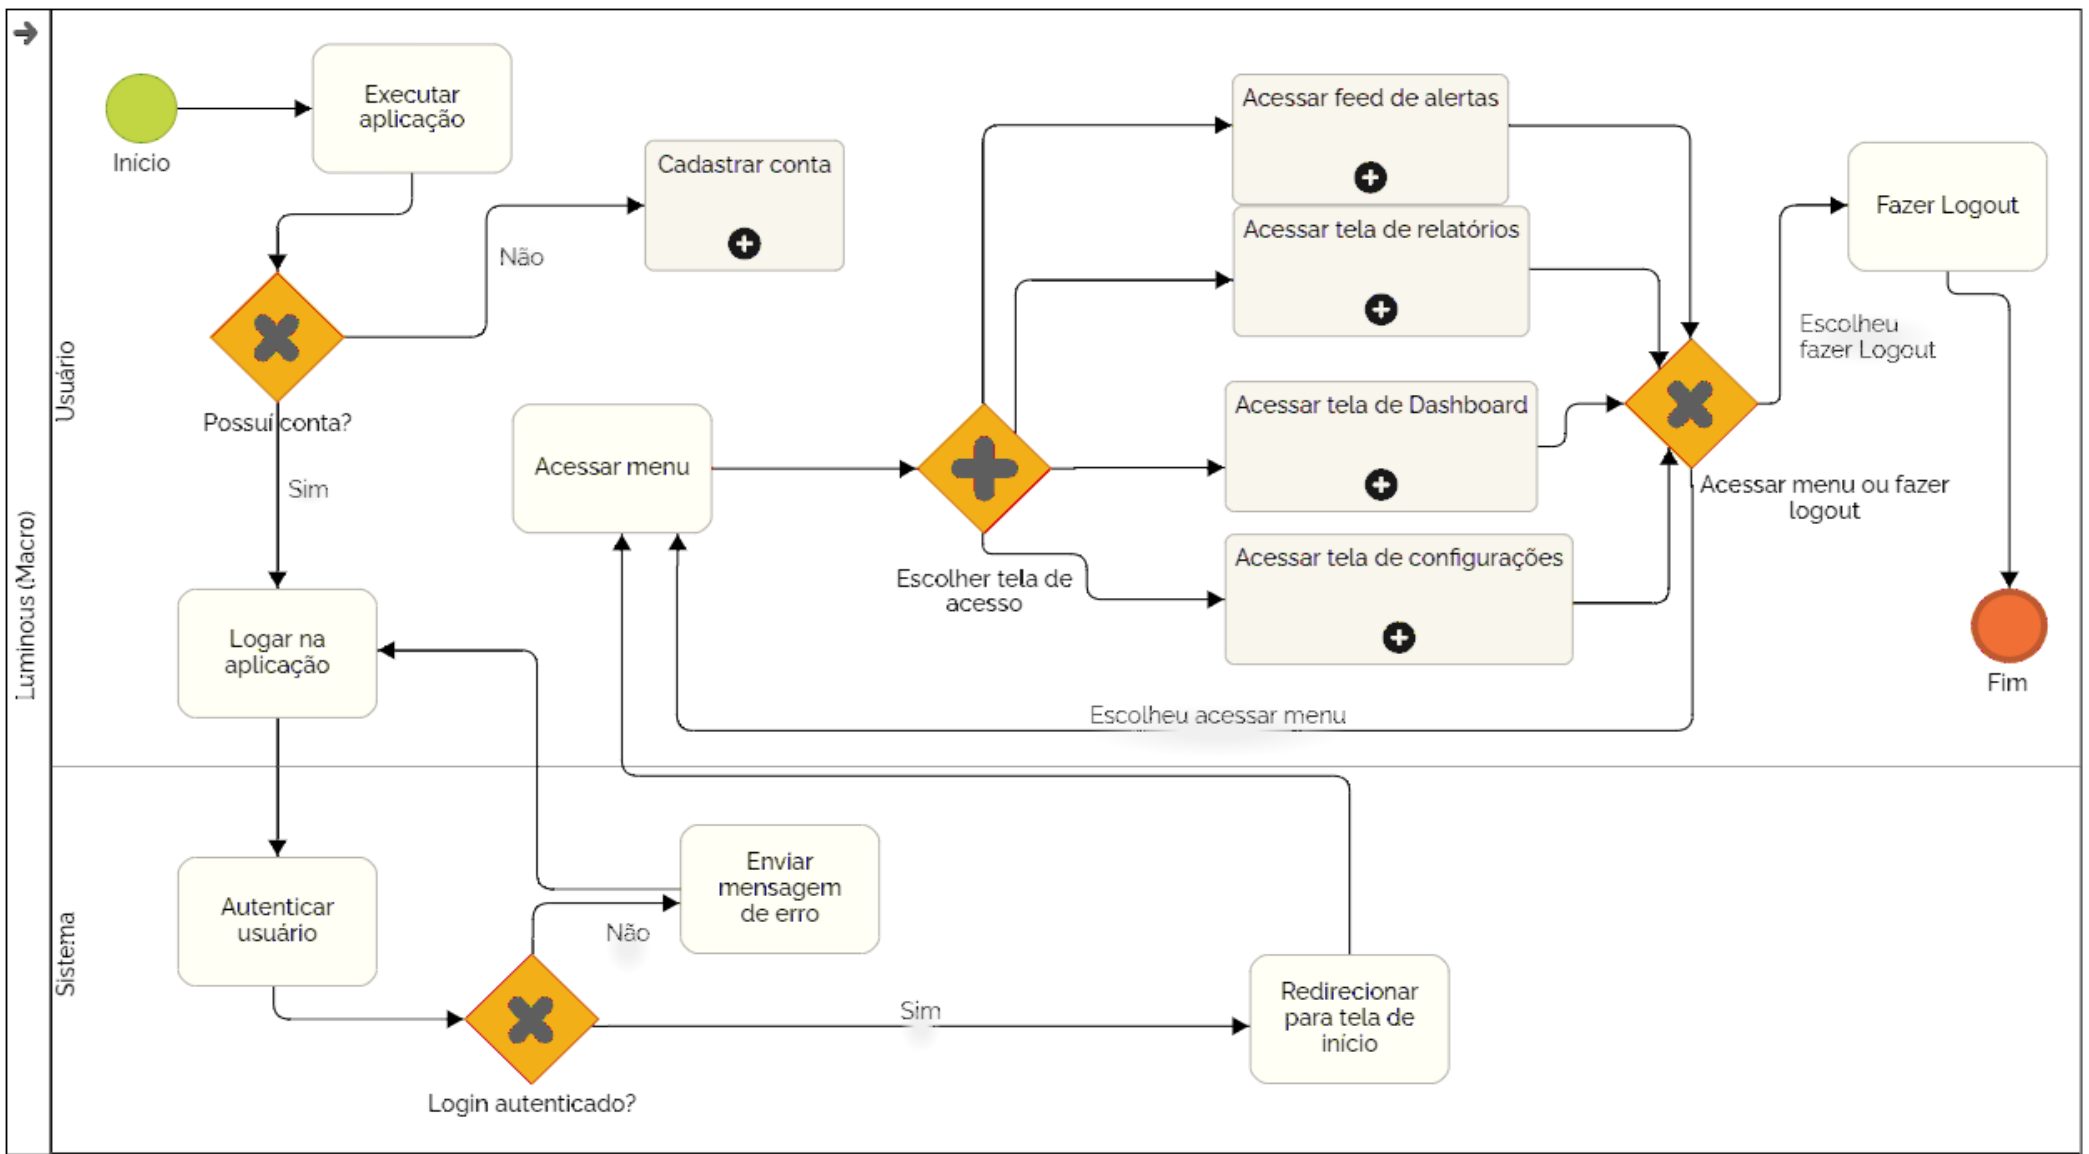 Luminous (Macro)
Usuário
Início
Executar
aplicação
Cadastrar conta
Não
Possuí conta?
Sim
Logar na
aplicação
Acessar menu
Escolher tela de
acesso
Acessar feed de alertas
Acessar tela de relatórios
Acessar tela de Dashboard
Acessar tela de configurações
Acessar menu ou fazer
logout
Escolheu
fazer Logout
Fazer Logout
Fim
Escolheu acessar menu
Sistema
Autenticar
usuário
Login autenticado?
Não
Enviar
mensagem
de erro
Sim
Redirecionar
para tela de
início